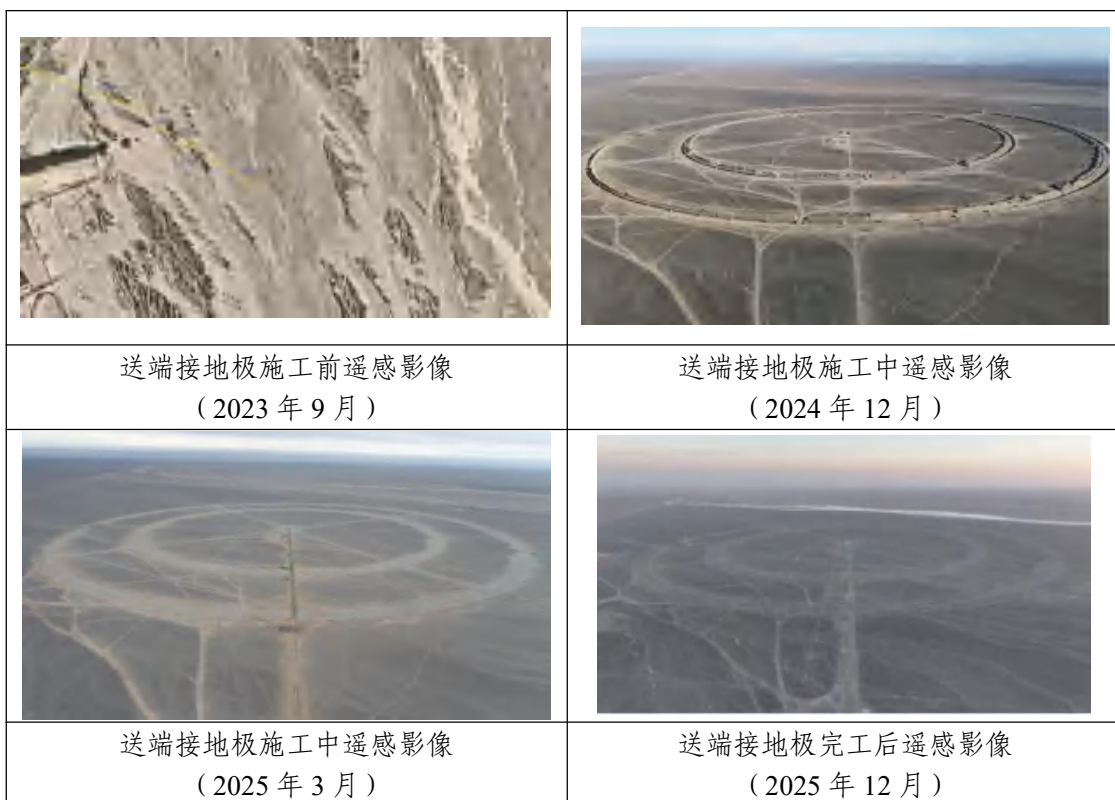 送端接地极施工前遥感影像
（2023 年 9 月）
送端接地极施工中遥感影像
（2024 年 12 月）
送端接地极施工中遥感影像
（2025 年 3 月）
送端接地极完工后遥感影像
（2025 年 12 月）